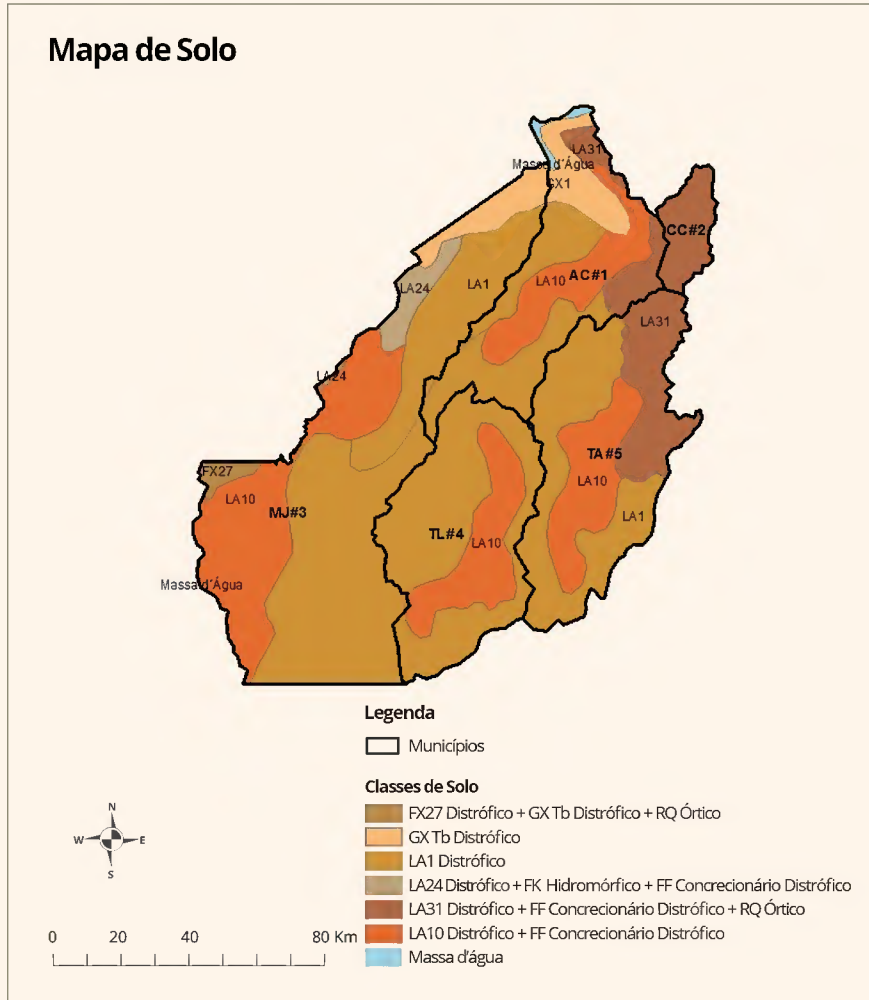 Mapa de Solo
LA31
Massa d'Água
GX1
CC#2
LA24
LA1
LA10
AC#1
LA31
LA24
FX27
LA10
MJ#3
TA#5
LA10
LA1
TL#4
LA10
Massa d'Água
Legenda
Municípios
Classes de Solo
FX27 Distrófico + GX Tb Distrófico + RQ Órtico
GX Tb Distrófico
LA1 Distrófico
LA24 Distrófico + FK Hidromórfico + FF Concrecionário Distrófico
LA31 Distrófico + FF Concrecionário Distrófico + RQ Órtico
LA10 Distrófico + FF Concrecionário Distrófico
Massa d'água
N
W E
S
0 20 40 80 Km